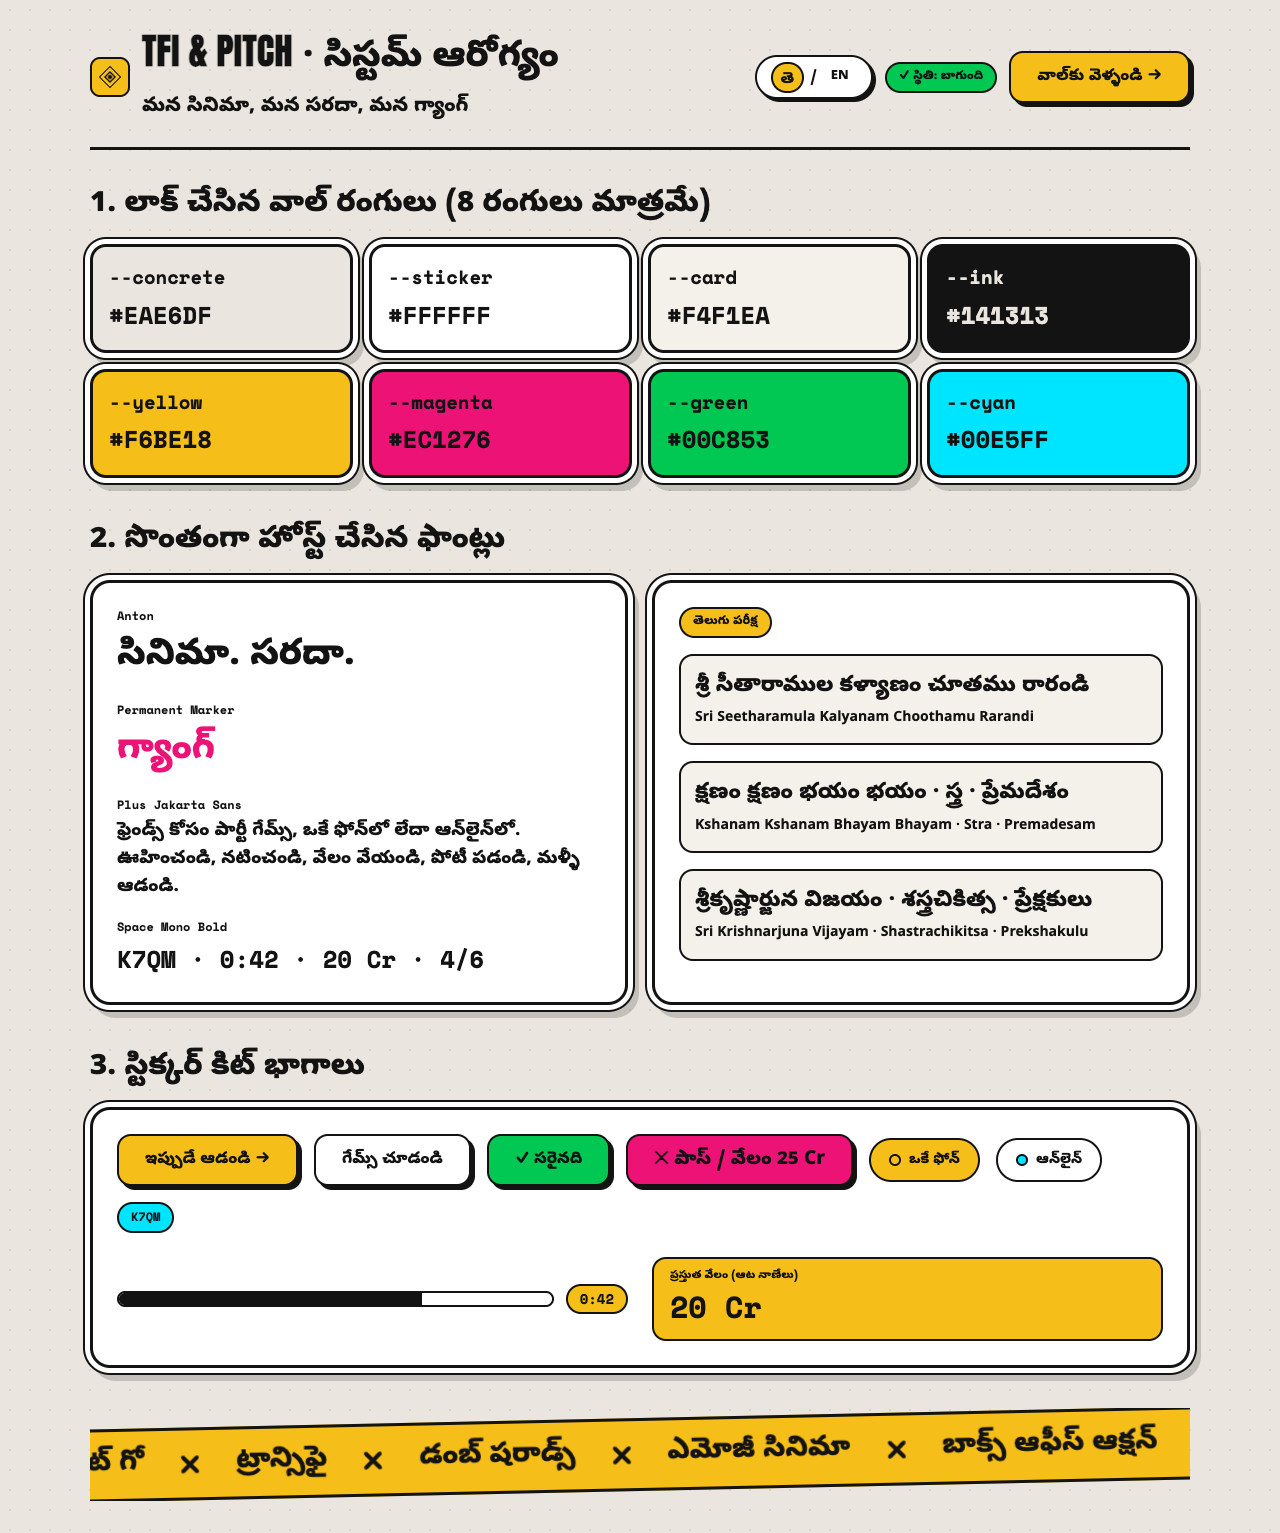 TFI & PITCH · సిస్టమ్ ఆరోగ్యం
మన సినిమా, మన సరదా, మన గ్యాంగ్
తె / EN
✓ స్థితి: బాగుంది
వాల్‌కు వెళ్ళండి →
1. లాక్ చేసిన వాల్ రంగులు (8 రంగులు మాత్రమే)
--concrete
#EAE6DF
--sticker
#FFFFFF
--card
#F4F1EA
--ink
#141313
--yellow
#F6BE18
--magenta
#EC1276
--green
#00C853
--cyan
#00E5FF
2. సొంతంగా హోస్ట్ చేసిన ఫాంట్లు
Anton
సినిమా. సరదా.
Permanent Marker
గ్యాంగ్
Plus Jakarta Sans
ఫ్రెండ్స్ కోసం పార్టీ గేమ్స్, ఒకే ఫోన్‌లో లేదా ఆన్‌లైన్‌లో.
ఊహించండి, నటించండి, వేలం వేయండి, పోటీ పడండి, మళ్ళీ
ఆడండి.
Space Mono Bold
K7QM · 0:42 · 20 Cr · 4/6
తెలుగు పరీక్ష
శ్రీ సీతారాముల కళ్యాణం చూతము రారండి
Sri Seetharamula Kalyanam Choothamu Rarandi
క్షణం క్షణం భయం భయం · స్త్ర · ప్రేమదేశం
Kshanam Kshanam Bhayam Bhayam · Stra · Premadesam
శ్రీకృష్ణార్జున విజయం · శస్త్రచికిత్స · ప్రేక్షకులు
Sri Krishnarjuna Vijayam · Shastrachikitsa · Prekshakulu
3. స్టిక్కర్ కిట్ భాగాలు
ఇప్పుడే ఆడండి →
గేమ్స్ చూడండి
✓ సరైనది
✕ పాస్ / వేలం 25 Cr
ఒకే ఫోన్
ఆన్‌లైన్
K7QM
0:42
ప్రస్తుత వేలం (ఆట నాణేలు)
20 Cr
ట్ గో ✕ ట్రాన్సిఫై ✕ డంబ్ షరాడ్స్ ✕ ఎమోజీ సినిమా ✕ బాక్స్ ఆఫీస్ ఆక్షన్